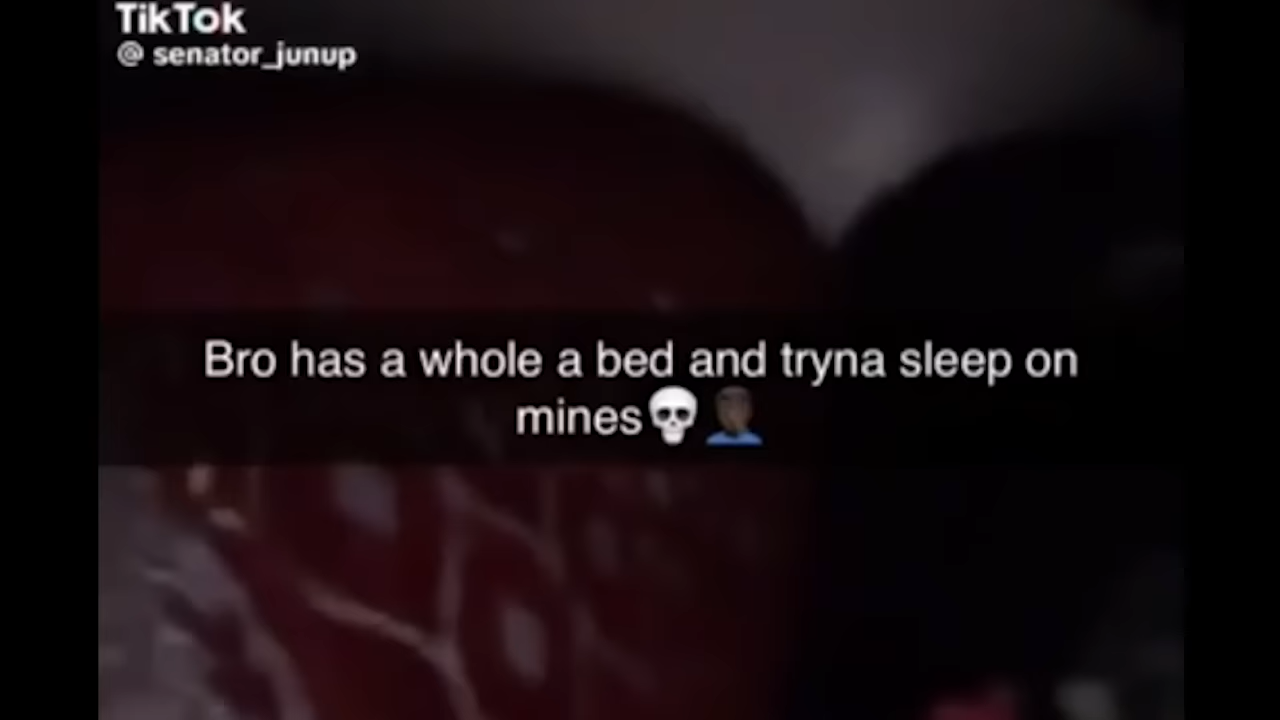 TikTok
@ senator_junup
Bro has a whole a bed and tryna sleep on
mines💀🤦🏿‍♂️